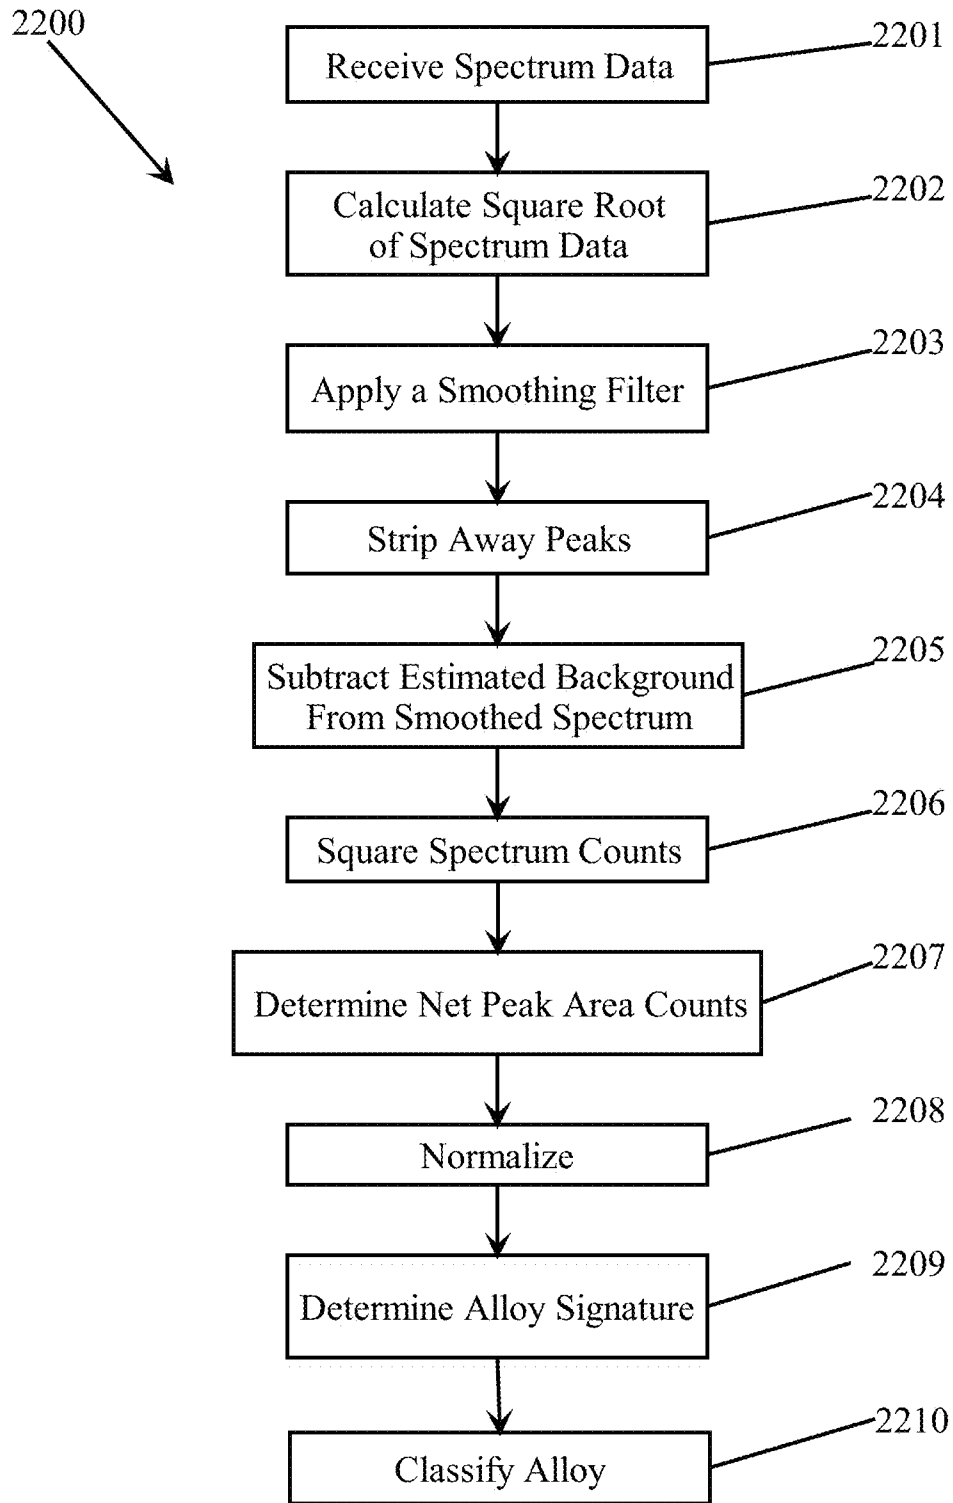 2200
Receive Spectrum Data
2201
Calculate Square Root
of Spectrum Data
2202
Apply a Smoothing Filter
2203
Strip Away Peaks
2204
Subtract Estimated Background
From Smoothed Spectrum
2205
Square Spectrum Counts
2206
Determine Net Peak Area Counts
2207
Normalize
2208
Determine Alloy Signature
2209
Classify Alloy
2210